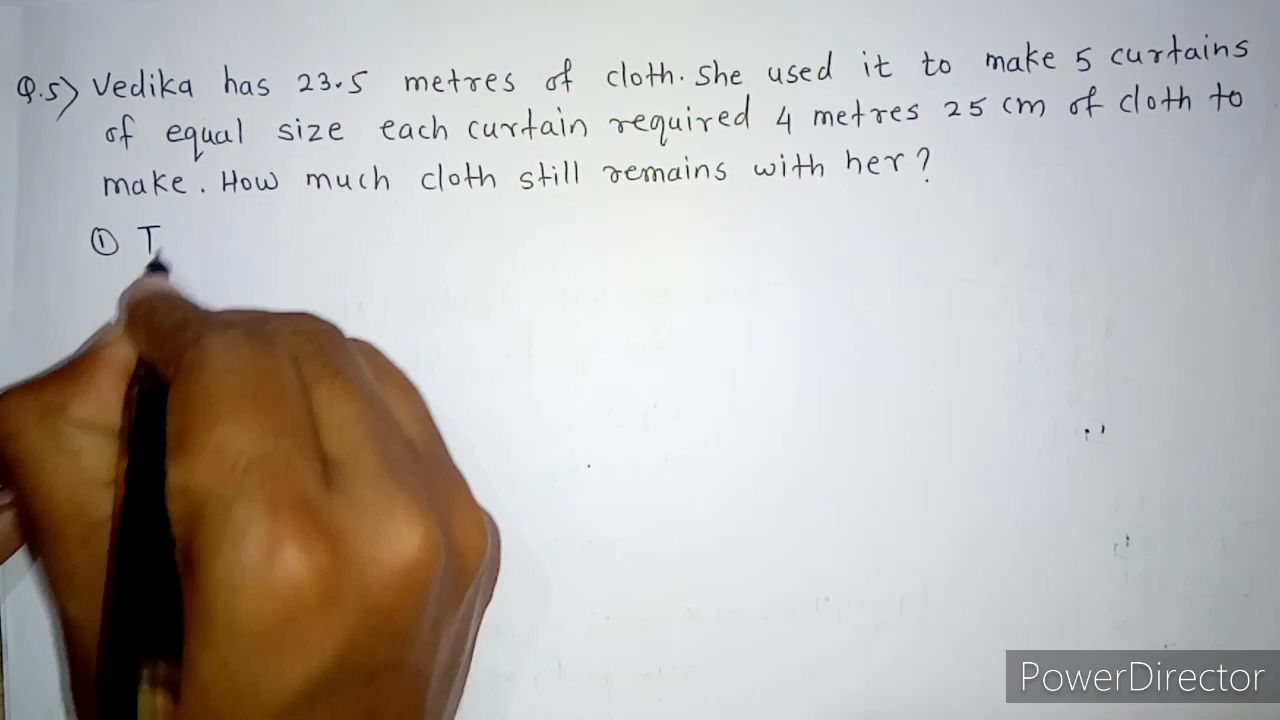 Q.5) Vedika has 23.5 metres of cloth. She used it to make 5 curtains
of equal size each curtain required 4 metres 25 cm of cloth to
make. How much cloth still remains with her?
① T
PowerDirector